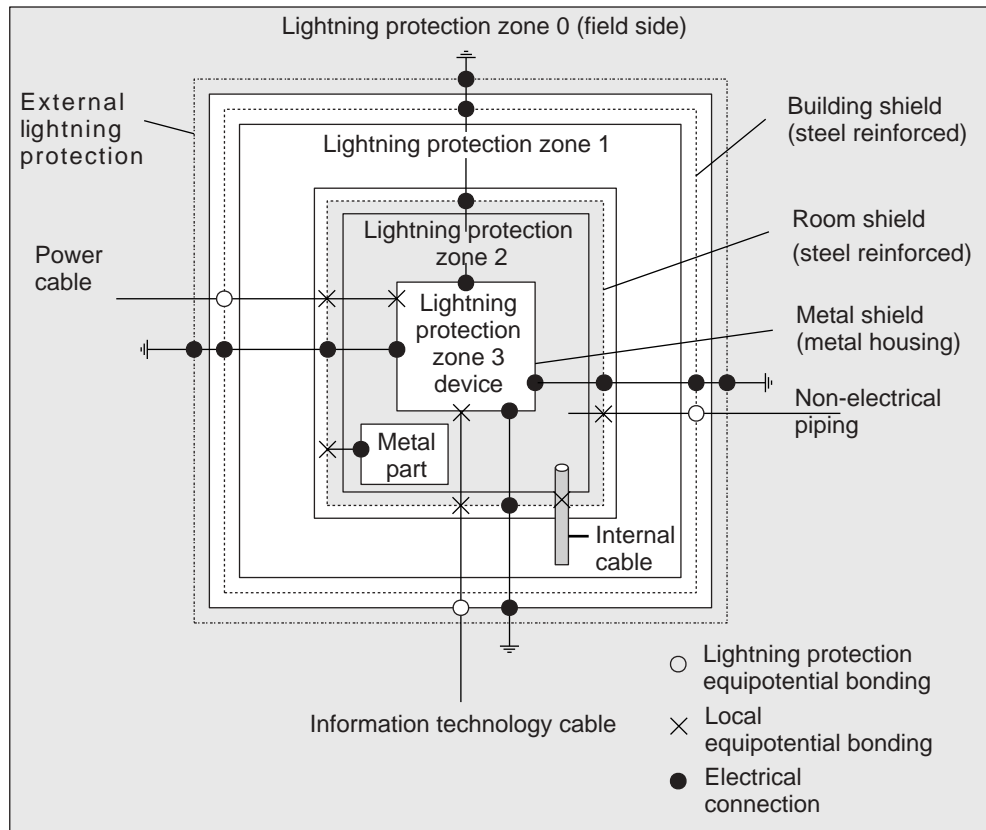 Lightning protection zone 0 (field side)
External
lightning
protection
Building shield
(steel reinforced)
Lightning protection zone 1
Room shield
(steel reinforced)
Lightning protection
zone 2
Power
cable
Lightning
protection
zone 3
device
Metal shield
(metal housing)
Non-electrical
piping
Metal
part
Internal
cable
Information technology cable
Lightning protection
equipotential bonding
Local
equipotential bonding
Electrical
connection